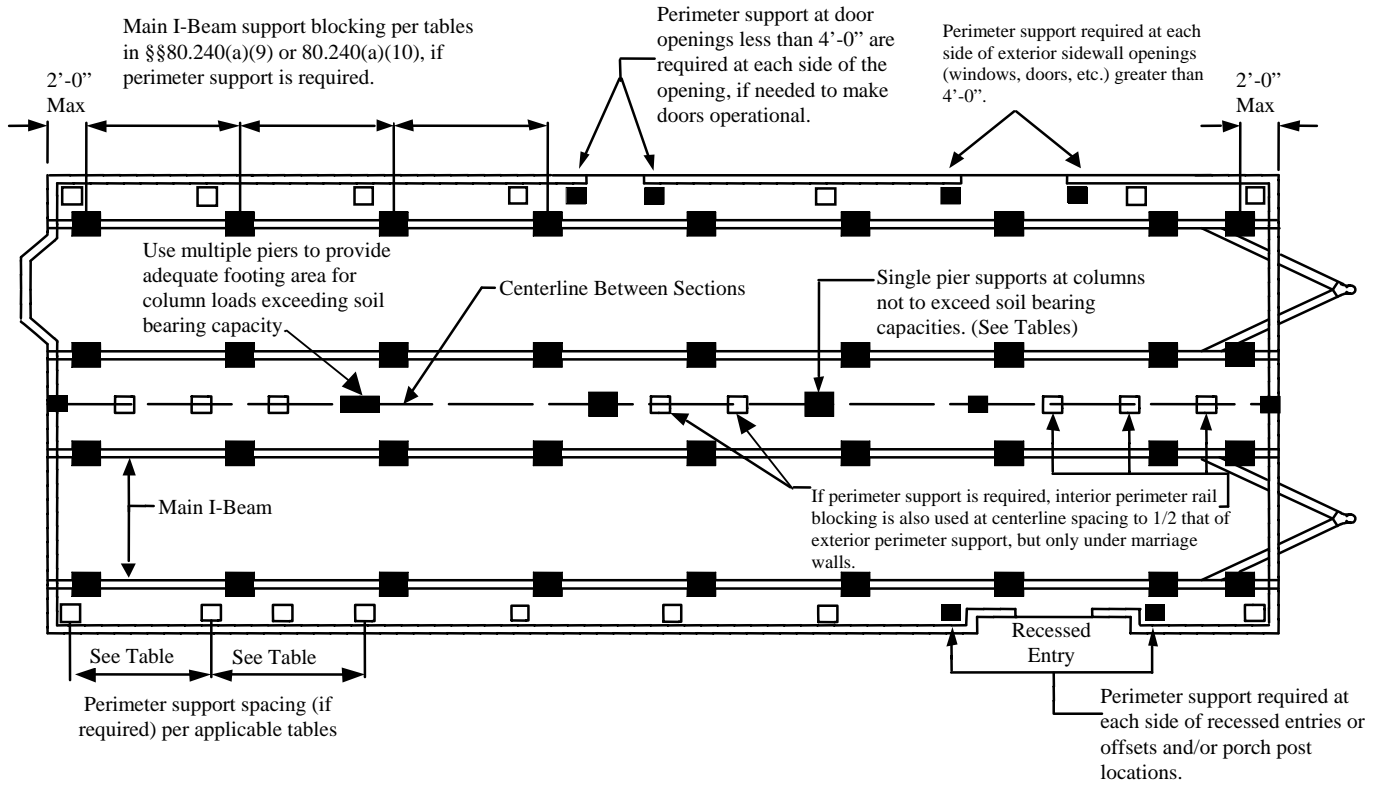 Main I-Beam support blocking per tables
in §§80.240(a)(9) or 80.240(a)(10), if
perimeter support is required.
Perimeter support at door
openings less than 4’-0” are
required at each side of the
opening, if needed to make
doors operational.
Perimeter support required at each
side of exterior sidewall openings
(windows, doors, etc.) greater than
4’-0”.
2’-0”
Max
2’-0”
Max
Use multiple piers to provide
adequate footing area for
column loads exceeding soil
bearing capacity.
Centerline Between Sections
Single pier supports at columns
not to exceed soil bearing
capacities. (See Tables)
Main I-Beam
If perimeter support is required, interior perimeter rail
blocking is also used at centerline spacing to 1/2 that of
exterior perimeter support, but only under marriage
walls.
Recessed
Entry
See Table
See Table
Perimeter support spacing (if
required) per applicable tables
Perimeter support required at
each side of recessed entries or
offsets and/or porch post
locations.